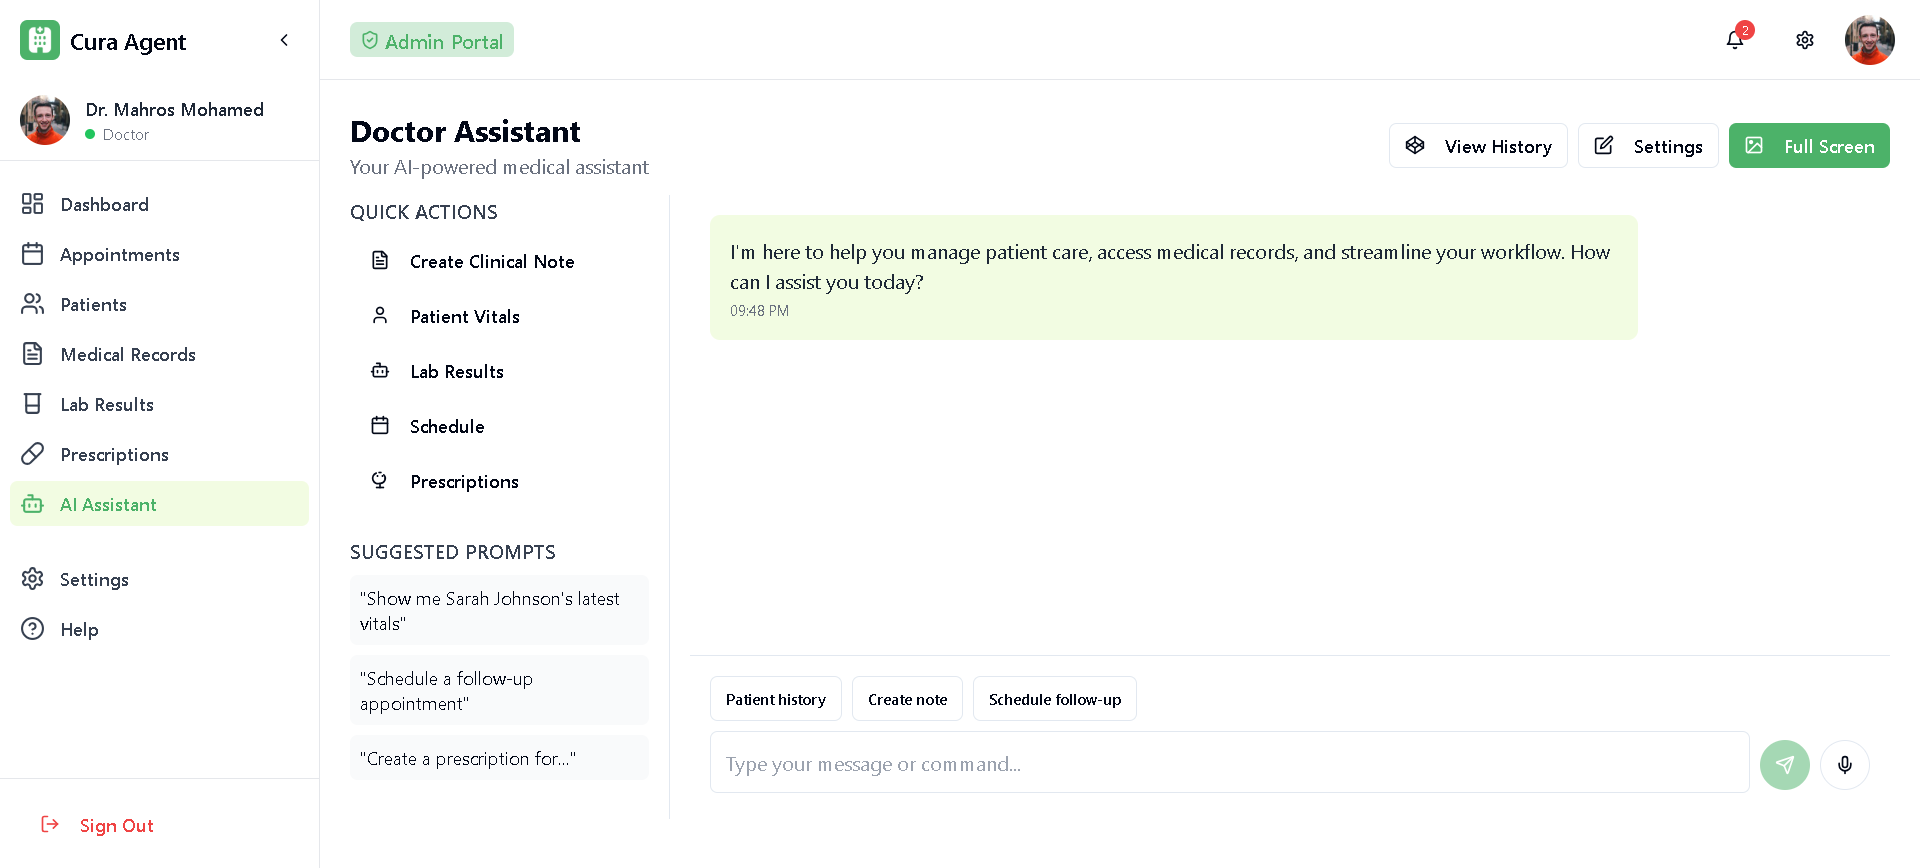 Cura Agent
Dr. Mahros Mohamed
Doctor
Dashboard
Appointments
Patients
Medical Records
Lab Results
Prescriptions
AI Assistant
Settings
Help
Sign Out
Admin Portal
2
Doctor Assistant
Your AI-powered medical assistant
View History
Settings
Full Screen
QUICK ACTIONS
Create Clinical Note
Patient Vitals
Lab Results
Schedule
Prescriptions
SUGGESTED PROMPTS
"Show me Sarah Johnson's latest
vitals"
"Schedule a follow-up
appointment"
"Create a prescription for..."
I'm here to help you manage patient care, access medical records, and streamline your workflow. How
can I assist you today?
09:48 PM
Patient history
Create note
Schedule follow-up
Type your message or command...